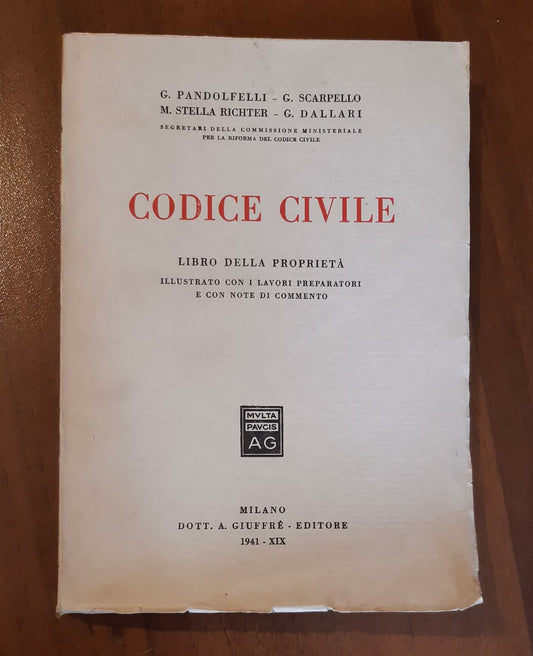 G. PANDOLFELLI - G. SCARPELLO
M. STELLA RICHTER - G. DALLARI
SEGRETARI DELLA COMMISSIONE MINISTERIALE
PER LA RIFORMA DEL CODICE CIVILE
CODICE CIVILE
LIBRO DELLA PROPRIETÀ
ILLUSTRATO CON I LAVORI PREPARATORI
E CON NOTE DI COMMENTO
MVLTA
PAVCIS
AG
MILANO
DOTT. A. GIUFFRÈ - EDITORE
1941 - XIX